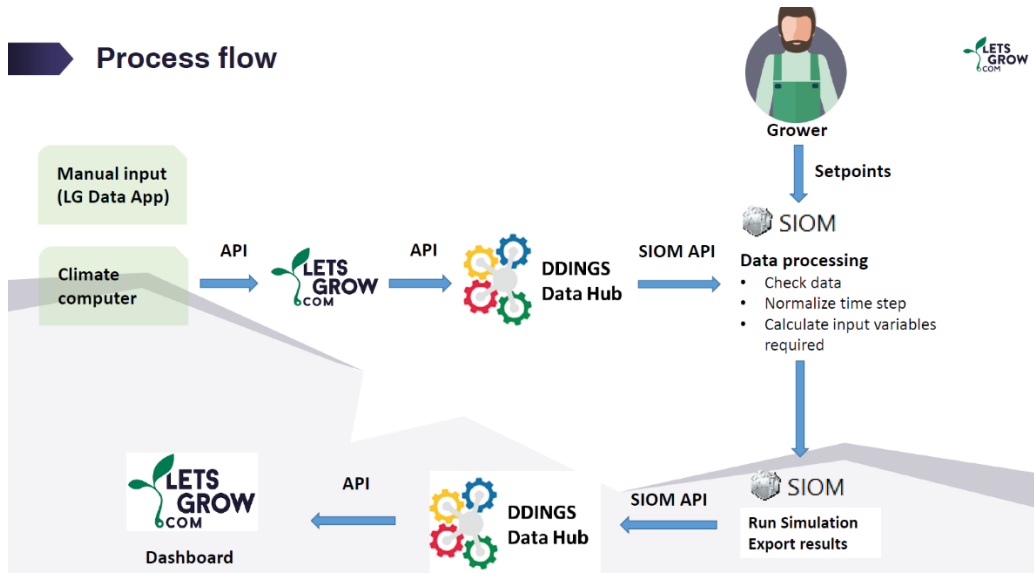 Process flow
LETS
GROW
.COM
Grower
Setpoints
Manual input
(LG Data App)
Climate
computer
API
LETS
GROW
.COM
API
DDINGS
Data Hub
SIOM API
SIOM
Data processing
• Check data
• Normalize time step
• Calculate input variables
required
SIOM
Run Simulation
Export results
SIOM API
DDINGS
Data Hub
API
LETS
GROW
.COM
Dashboard